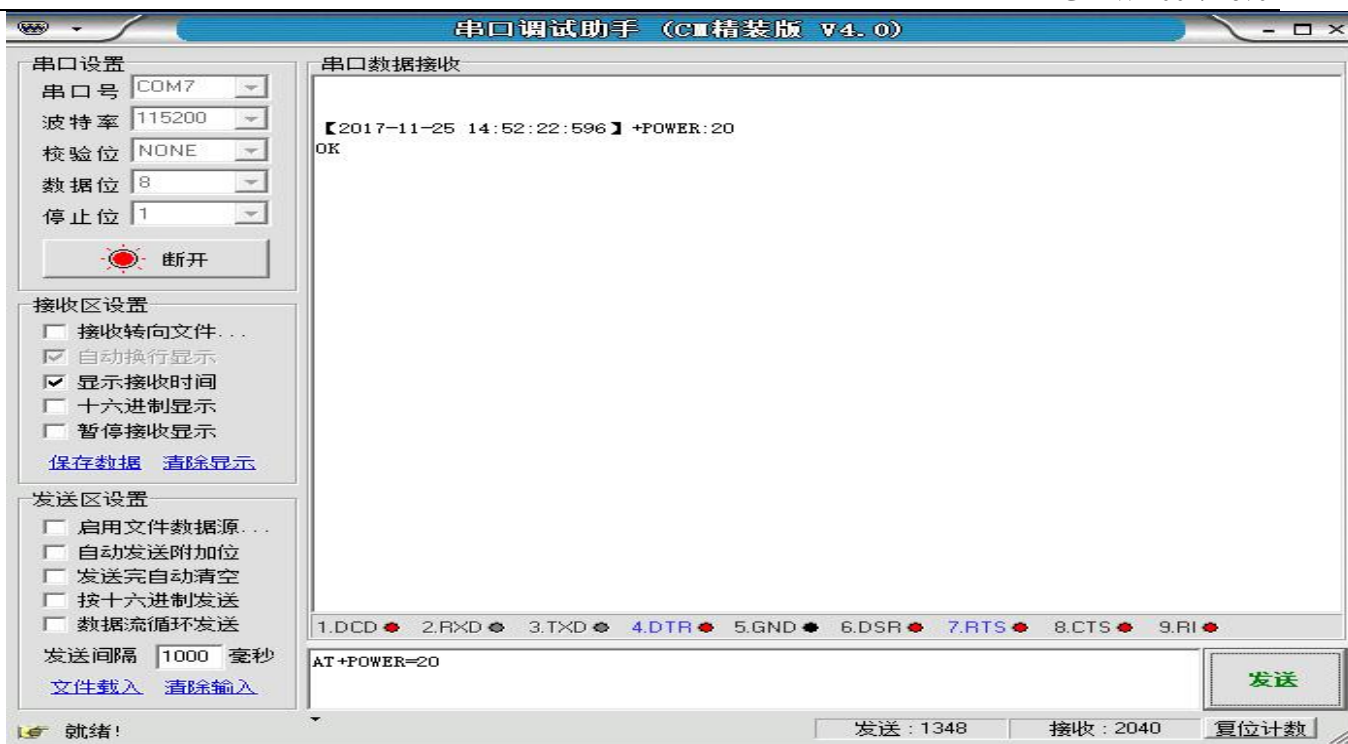 串口调试助手 (CM精装版 V4.0)
串口设置
串口号 COM7
波特率 115200
校验位 NONE
数据位 8
停止位 1
断开
接收区设置
接收转向文件...
自动换行显示
显示接收时间
十六进制显示
暂停接收显示
保存数据 清除显示
发送区设置
启用文件数据源...
自动发送附加位
发送完自动清空
按十六进制发送
数据流循环发送
发送间隔 1000 毫秒
文件载入 清除输入
串口数据接收
【2017-11-25 14:52:22:596】+POWER:20
OK
1.DCD 2.RXD 3.TXD 4.DTR 5.GND 6.DSR 7.RTS 8.CTS 9.RI
AT+POWER=20
发送
就绪!
发送:1348 接收:2040 复位计数